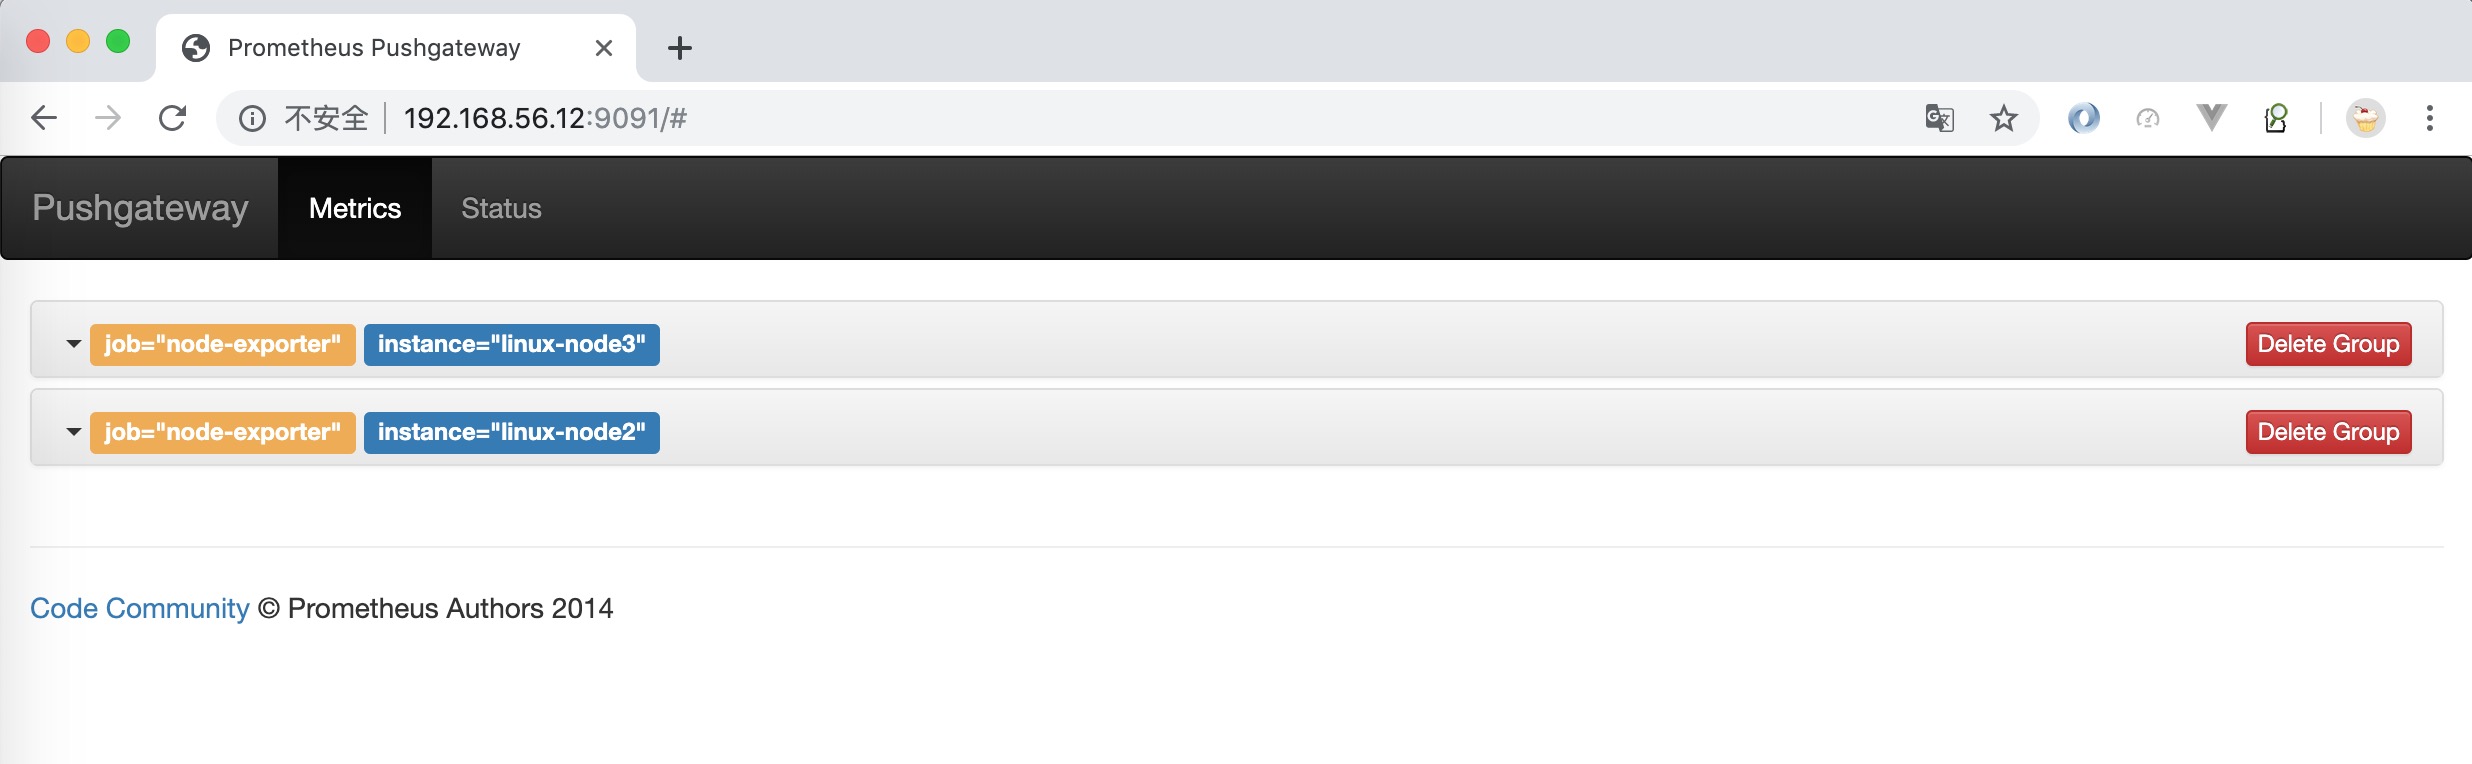 Prometheus Pushgateway
不安全 192.168.56.12:9091/#
Pushgateway Metrics Status
job="node-exporter" instance="linux-node3" Delete Group
job="node-exporter" instance="linux-node2" Delete Group
Code Community © Prometheus Authors 2014